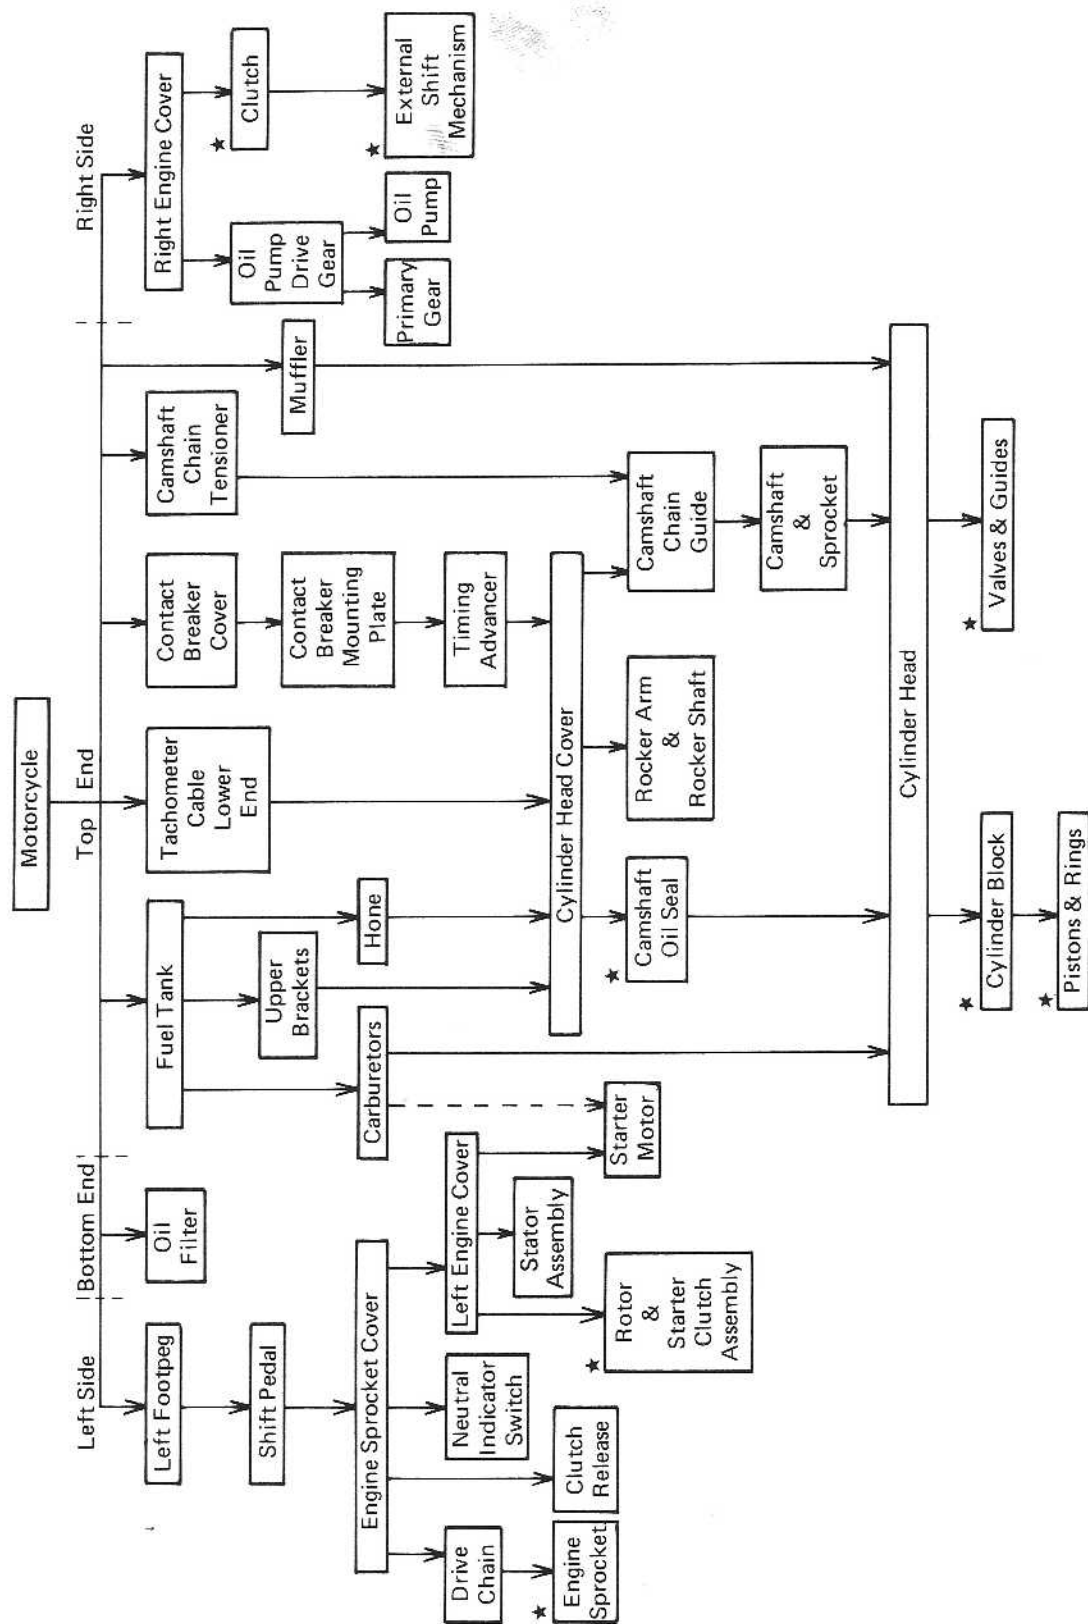 Motorcycle
Left Side
Bottom End
Top End
Right Side
Left Footpeg
Oil
Filter
Fuel Tank
Tachometer
Cable
Lower
End
Contact
Breaker
Cover
Camshaft
Chain
Tensioner
Right Engine Cover
Shift Pedal
Upper
Brackets
Contact
Breaker
Mounting
Plate
Muffler
Oil
Pump
Drive
Gear
★ Clutch
Engine Sprocket Cover
Carburetors
Hone
Primary
Gear
Oil
Pump
★ External
Shift
Mechanism
Drive
Chain
Neutral
Indicator
Switch
Left Engine Cover
Timing
Advancer
★ Engine
Sprocket
Clutch
Release
Stator
Assembly
Cylinder Head Cover
★ Rotor
&
Starter
Clutch
Assembly
Starter
Motor
★ Camshaft
Oil Seal
Rocker Arm
&
Rocker Shaft
Camshaft
Chain
Guide
Camshaft
&
Sprocket
Cylinder Head
★ Cylinder Block
★ Valves & Guides
★ Pistons & Rings